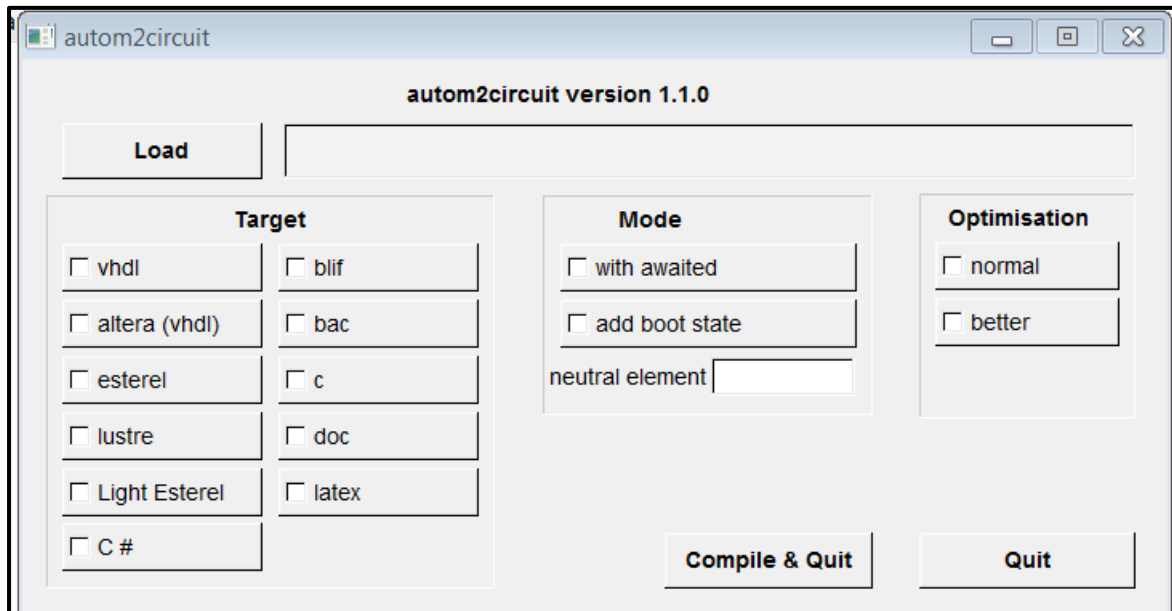 autom2circuit
autom2circuit version 1.1.0
Load
Target
vhdl
blif
altera (vhdl)
bac
esterel
c
lustre
doc
Light Esterel
latex
C #
Mode
with awaited
add boot state
neutral element
Optimisation
normal
better
Compile & Quit
Quit